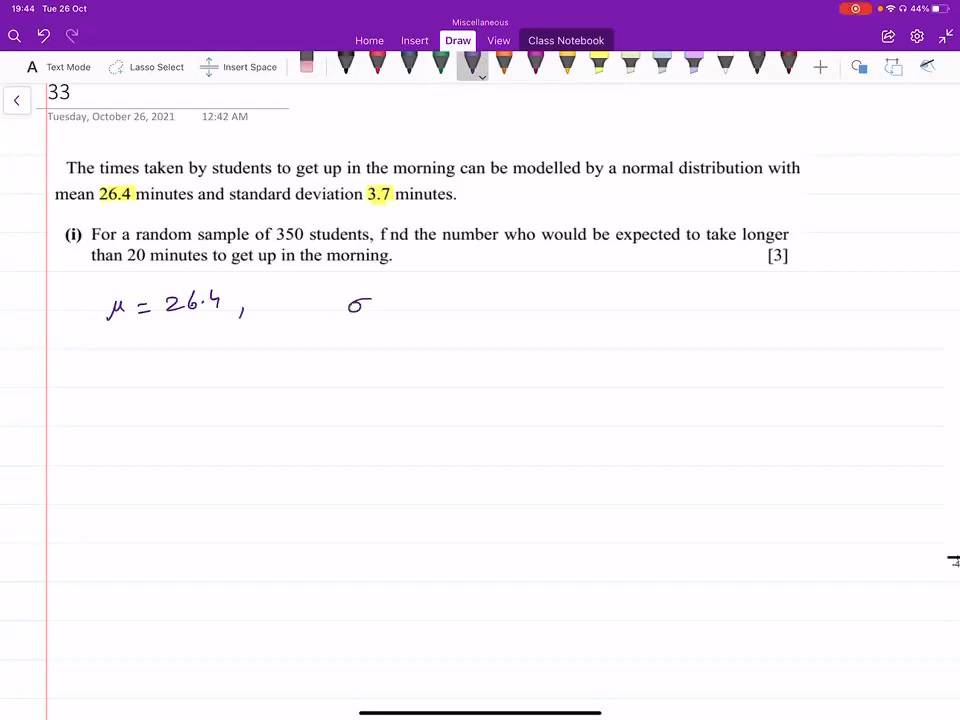 19:44 Tue 26 Oct
44%
Miscellaneous
Home Insert Draw View Class Notebook
A Text Mode Lasso Select Insert Space
33
Tuesday, October 26, 2021 12:42 AM
The times taken by students to get up in the morning can be modelled by a normal distribution with
mean 26.4 minutes and standard deviation 3.7 minutes.
(i) For a random sample of 350 students, f nd the number who would be expected to take longer
than 20 minutes to get up in the morning. [3]
μ = 26.4 , σ